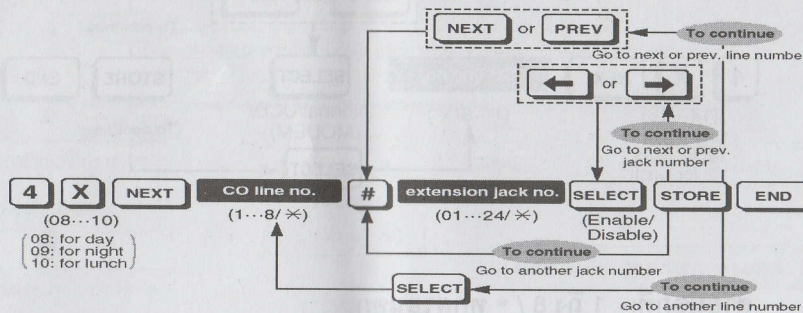 NEXT or PREV
To continue
Go to next or prev. line numbe
← or →
To continue
Go to next or prev.
jack number
4 X NEXT CO line no. # extension jack no. SELECT STORE END
(08···10) (1···8/ ✳) (01···24/ ✳) (Enable/
Disable)
08: for day
09: for night
10: for lunch
To continue
Go to another jack number
SELECT
To continue
Go to another line number